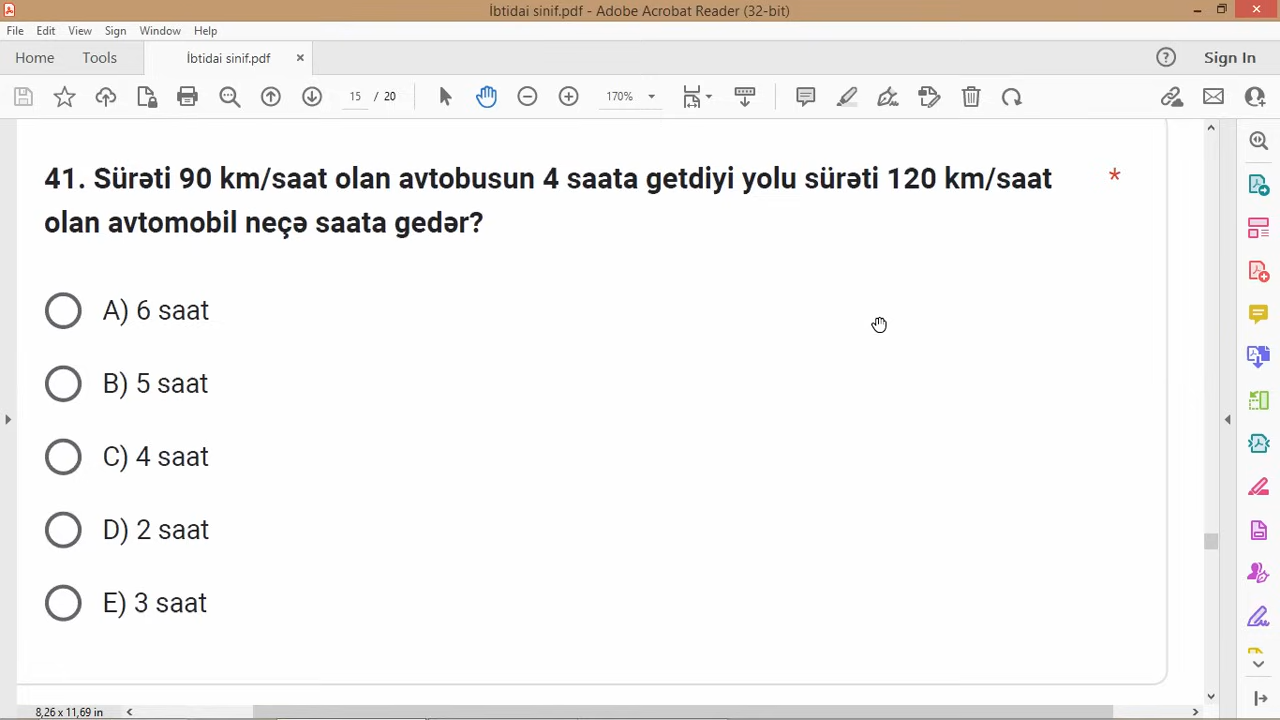 İbtidai sinif.pdf - Adobe Acrobat Reader (32-bit)
File Edit View Sign Window Help
Home Tools İbtidai sinif.pdf × Sign In
15 / 20 170%
41. Sürəti 90 km/saat olan avtobusun 4 saata getdiyi yolu sürəti 120 km/saat *
olan avtomobil neçə saata gedər?
A) 6 saat
B) 5 saat
C) 4 saat
D) 2 saat
E) 3 saat
8,26 x 11,69 in